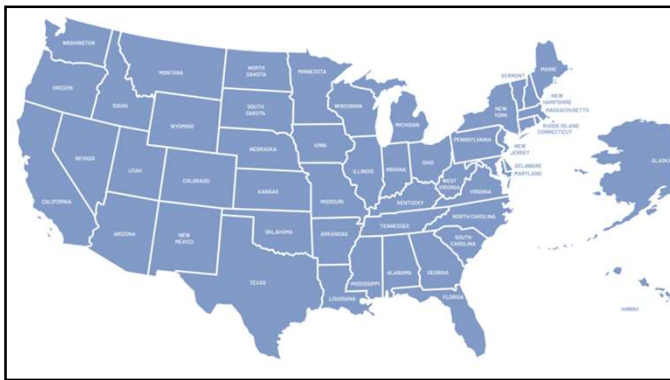 WASHINGTON
OREGON
CALIFORNIA
NEVADA
IDAHO
MONTANA
WYOMING
UTAH
ARIZONA
COLORADO
NEW
MEXICO
NORTH
DAKOTA
SOUTH
DAKOTA
NEBRASKA
KANSAS
OKLAHOMA
TEXAS
MINNESOTA
IOWA
MISSOURI
ARKANSAS
LOUISIANA
WISCONSIN
ILLINOIS
MICHIGAN
INDIANA
OHIO
KENTUCKY
TENNESSEE
MISSISSIPPI
ALABAMA
GEORGIA
FLORIDA
SOUTH
CAROLINA
NORTH CAROLINA
VIRGINIA
WEST
VIRGINIA
PENNSYLVANIA
NEW
YORK
VERMONT
MAINE
NEW
HAMPSHIRE
MASSACHUSETTS
RHODE ISLAND
CONNECTICUT
NEW
JERSEY
DELAWARE
MARYLAND
ALASK
HAWAII